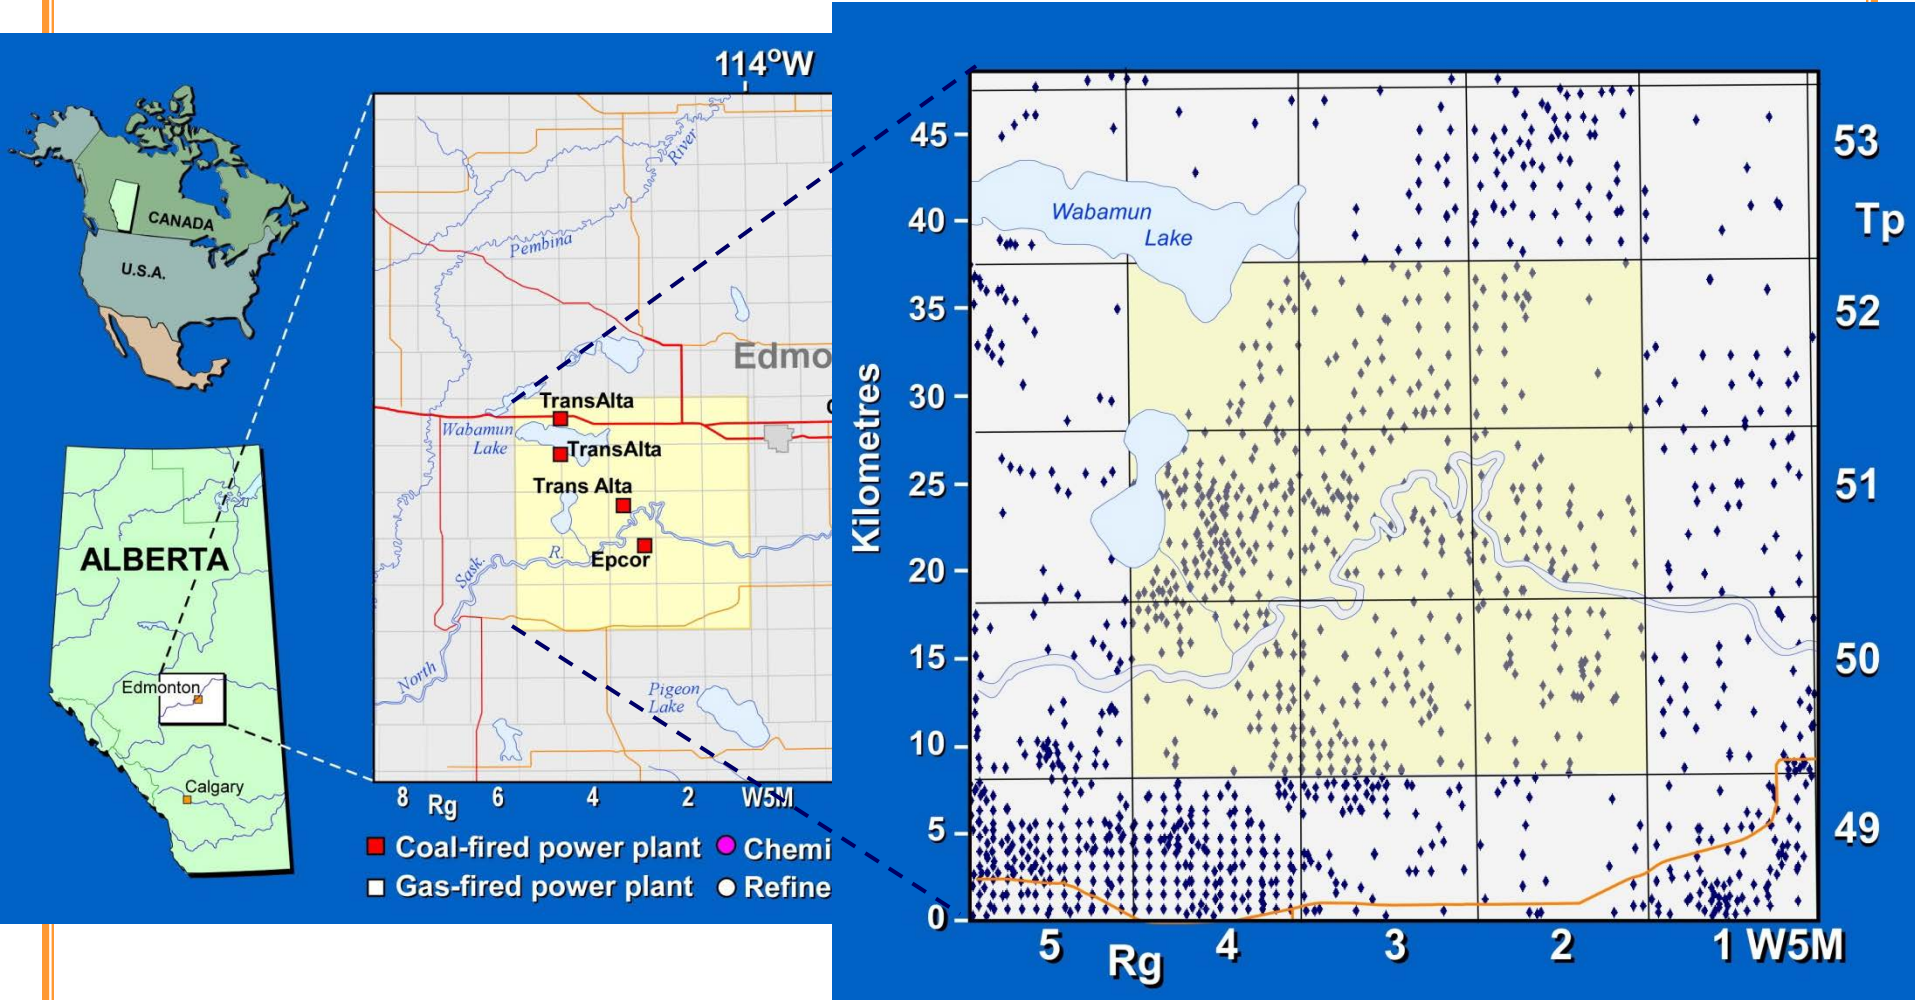 114°W
CANADA
U.S.A.
River
Pembina
Edmo
TransAlta
Wabamun
Lake
TransAlta
Trans Alta
R.
Epcor
Sask.
North
Pigeon
Lake
8 Rg 6 4 2 W5M
ALBERTA
Edmonton
Calgary
Coal-fired power plant
Chemi
Gas-fired power plant
Refine
Kilometres
45
40
35
30
25
20
15
10
5
0
Wabamun
Lake
53
Tp
52
51
50
49
5 Rg 4 3 2 1 W5M